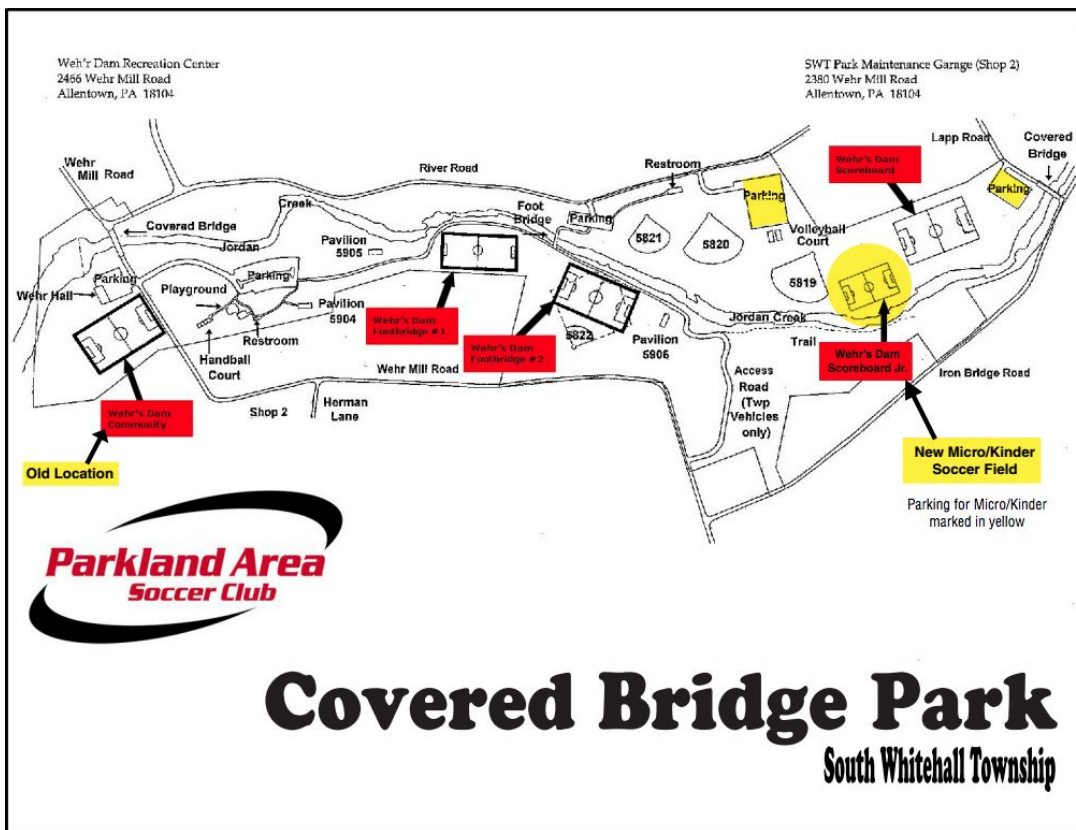 Weh'r Dam Recreation Center
2466 Wehr Mill Road
Allentown, PA 18104
SWT Park Maintenance Garage (Shop 2)
2380 Wehr Mill Road
Allentown, PA 18104
Lapp Road
Covered
Bridge
Wehr
Mill Road
River Road
Restroom
Wehr's Dam
Scoreboard
Parking
Parking
Foot
Bridge
Parking
Creek
Covered Bridge
Jordan
Pavilion
5905
5821
5820
Volleyball
Court
Parking
Parking
Wehr Hall
Playground
Pavilion
5904
5819
Restroom
Handball
Court
Wehr's Dam
Footbridge #1
Wehr's Dam
Footbridge #2
5822
Pavilion
5906
Jordan Creek
Trail
Wehr's Dam
Scoreboard Jr.
Iron Bridge Road
Wehr Mill Road
Access
Road
(Twp
Vehicles
only)
Shop 2
Herman
Lane
Wehr's Dam
Community
Old Location
New Micro/Kinder
Soccer Field
Parking for Micro/Kinder
marked in yellow
Parkland Area
Soccer Club
Covered Bridge Park
South Whitehall Township